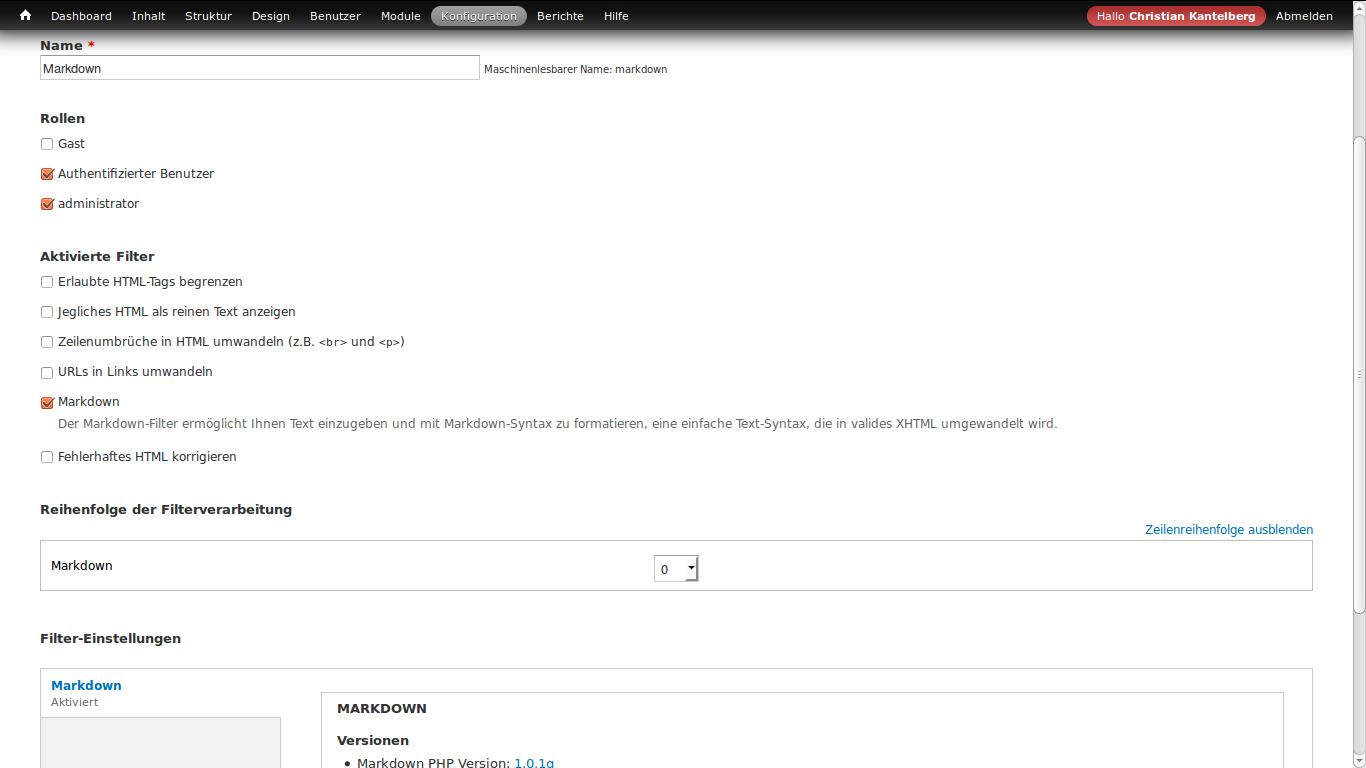 Dashboard Inhalt Struktur Design Benutzer Module Konfiguration Berichte Hilfe Hallo Christian Kantelberg Abmelden
Name *
Markdown Maschinenlesbarer Name: markdown
Rollen
Gast
Authentifizierter Benutzer
administrator
Aktivierte Filter
Erlaubte HTML-Tags begrenzen
Jegliches HTML als reinen Text anzeigen
Zeilenumbrüche in HTML umwandeln (z.B. <br> und <p>)
URLs in Links umwandeln
Markdown
Der Markdown-Filter ermöglicht Ihnen Text einzugeben und mit Markdown-Syntax zu formatieren, eine einfache Text-Syntax, die in valides XHTML umgewandelt wird.
Fehlerhaftes HTML korrigieren
Reihenfolge der Filterverarbeitung
Zeilenreihenfolge ausblenden
Markdown 0
Filter-Einstellungen
Markdown
Aktiviert
MARKDOWN
Versionen
• Markdown PHP Version: 1.0.1q